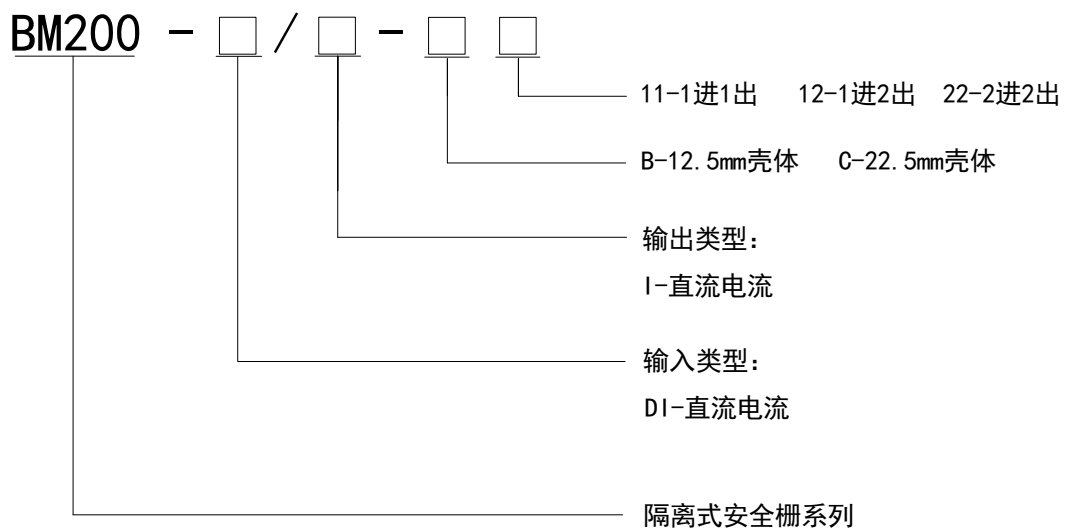 BM200 - □ / □ - □ □
11-1进1出 12-1进2出 22-2进2出
B-12.5mm壳体 C-22.5mm壳体
输出类型:
I-直流电流
输入类型:
DI-直流电流
隔离式安全栅系列